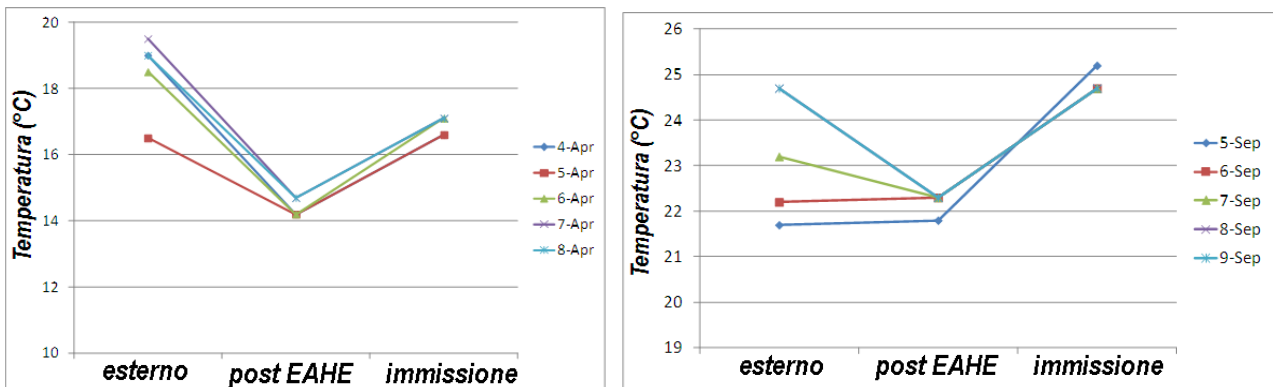 Temperatura (°C)
20
18
16
14
12
10
esterno
post EAHE
immissione
4-Apr
5-Apr
6-Apr
7-Apr
8-Apr
Temperatura (°C)
26
25
24
23
22
21
20
19
esterno
post EAHE
immissione
5-Sep
6-Sep
7-Sep
8-Sep
9-Sep